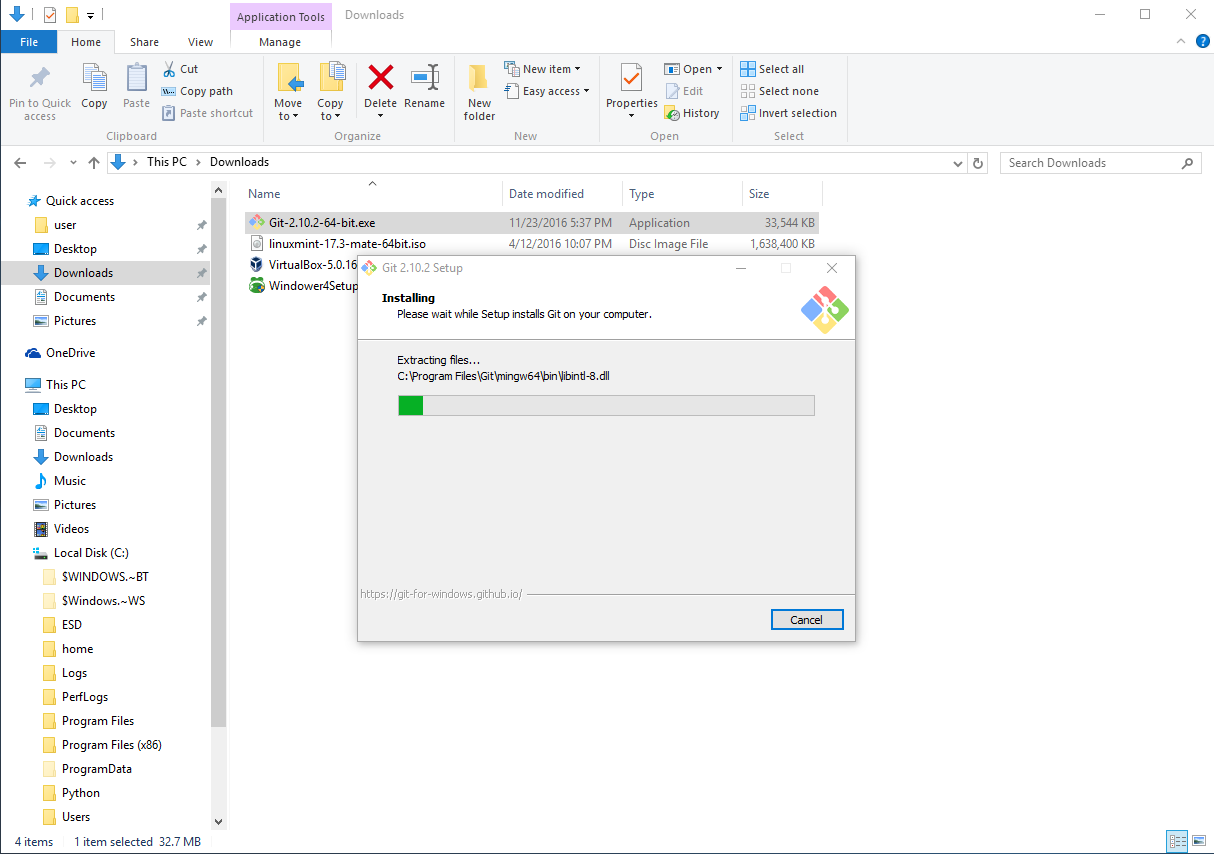 Application Tools
Downloads
File
Home
Share
View
Manage
Pin to Quick access
Copy
Paste
Cut
Copy path
Paste shortcut
Clipboard
Move to
Copy to
Delete
Rename
Organize
New folder
New item
Easy access
New
Properties
Open
Edit
History
Open
Select all
Select none
Invert selection
Select
This PC
Downloads
Search Downloads
Quick access
user
Desktop
Downloads
Documents
Pictures
OneDrive
This PC
Desktop
Documents
Downloads
Music
Pictures
Videos
Local Disk (C:)
$WINDOWS.~BT
$Windows.~WS
ESD
home
Logs
PerfLogs
Program Files
Program Files (x86)
ProgramData
Python
Users
Name Date modified Type Size
Git-2.10.2-64-bit.exe 11/23/2016 5:37 PM Application 33,544 KB
linuxmint-17.3-mate-64bit.iso 4/12/2016 10:07 PM Disc Image File 1,638,400 KB
VirtualBox-5.0.16
Windower4Setup
Git 2.10.2 Setup
Installing
Please wait while Setup installs Git on your computer.
Extracting files...
C:\Program Files\Git\mingw64\bin\libintl-8.dll
https://git-for-windows.github.io/
Cancel
4 items 1 item selected 32.7 MB